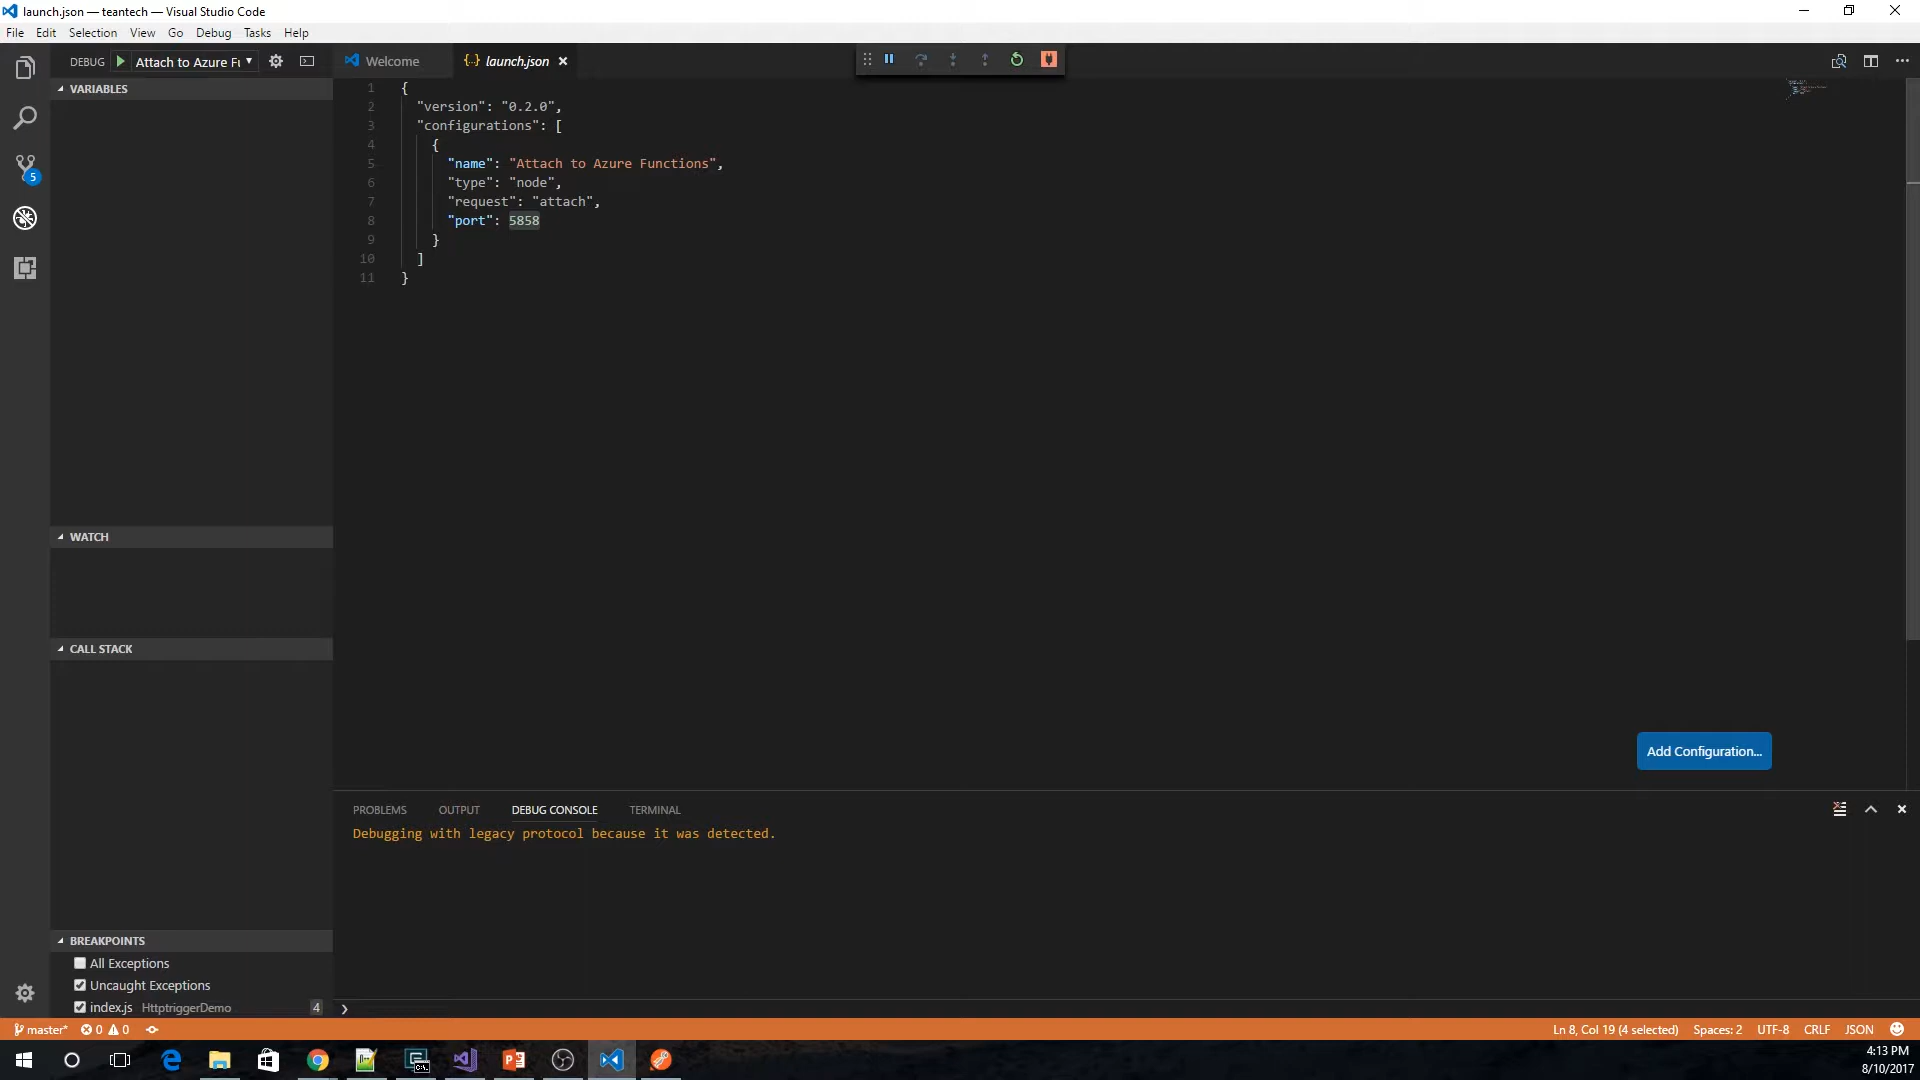 launch.json — teantech — Visual Studio Code
File Edit Selection View Go Debug Tasks Help
DEBUG Attach to Azure Fu
Welcome
launch.json
VARIABLES
1 {
2 "version": "0.2.0",
3 "configurations": [
4 {
5 "name": "Attach to Azure Functions",
6 "type": "node",
7 "request": "attach",
8 "port": 5858
9 }
10 ]
11 }
5
WATCH
CALL STACK
Add Configuration...
PROBLEMS OUTPUT DEBUG CONSOLE TERMINAL
Debugging with legacy protocol because it was detected.
BREAKPOINTS
All Exceptions
Uncaught Exceptions
index.js HttptriggerDemo 4
master* 0 0
Ln 8, Col 19 (4 selected) Spaces: 2 UTF-8 CRLF JSON
4:13 PM
8/10/2017